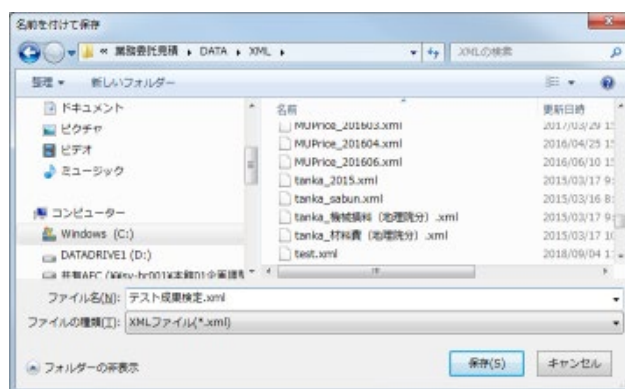 名前を付けて保存
« 業務委託見積 ▸ DATA ▸ XML ▸
XMLの検索
整理 ▼ 新しいフォルダー
ドキュメント
ピクチャ
ビデオ
ミュージック
コンピューター
Windows (C:)
DATADRIVE1 (D:)
名前 更新日時
MUPrice_201603.xml 2017/03/29
MUPrice_201604.xml 2016/04/25
MUPrice_201606.xml 2016/06/10
tanka_2015.xml 2015/03/17
tanka_sabun.xml 2015/03/16
tanka_機械損料（地理院分）.xml 2015/03/17
tanka_材料費（地理院分）.xml 2015/03/17
test.xml 2018/09/04
ファイル名(N): テスト成果検定.xml
ファイルの種類(T): XMLファイル(*.xml)
フォルダーの非表示
保存(S) キャンセル